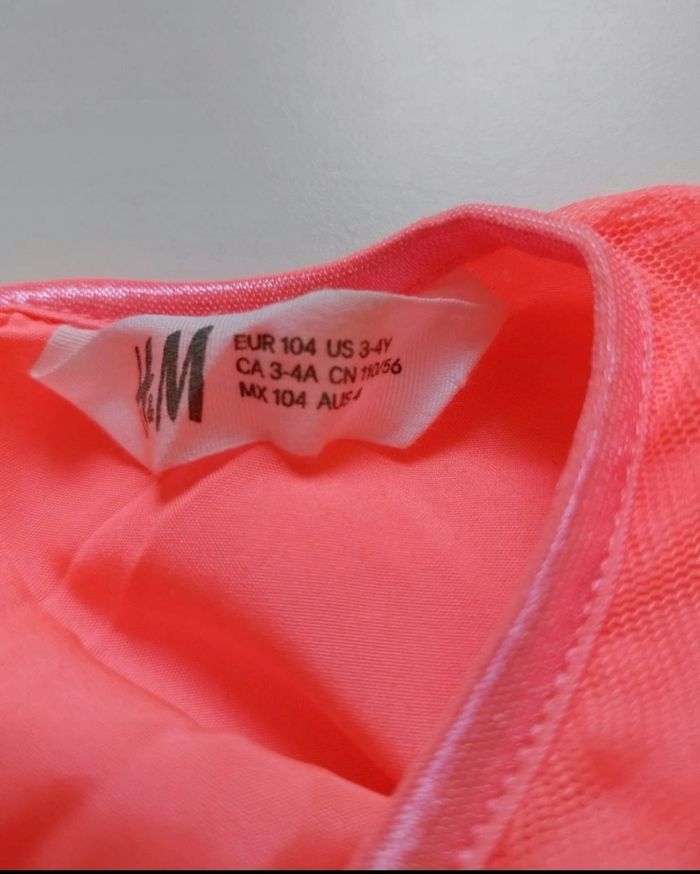 H&M
EUR 104 US 3-4Y
CA 3-4A CN 110/56
MX 104 AUS 4